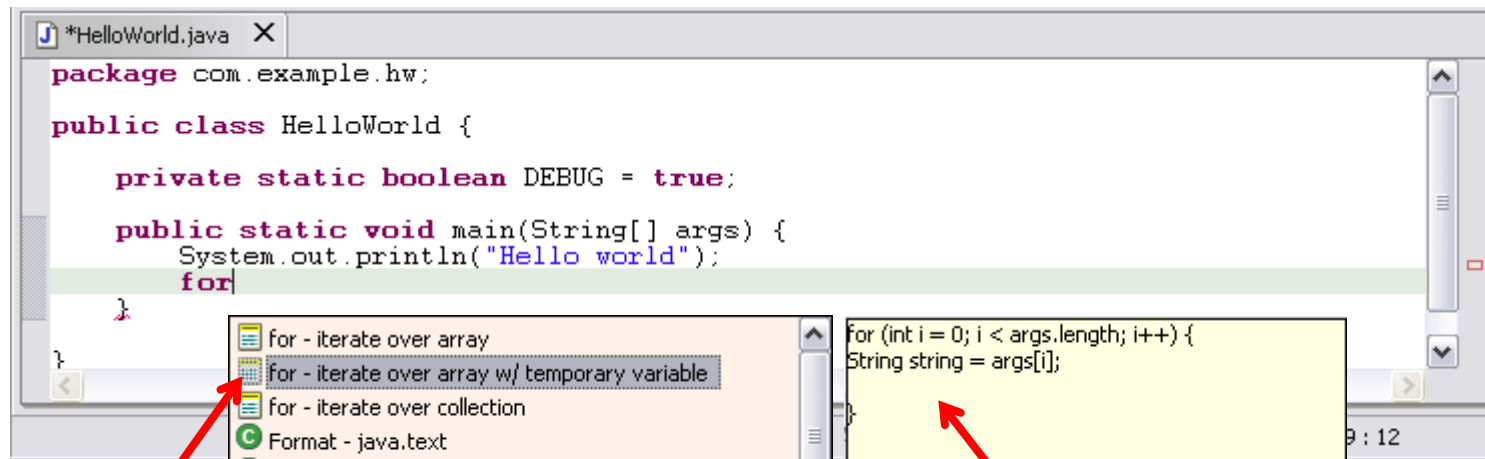 *HelloWorld.java
package com.example.hw;
public class HelloWorld {
private static boolean DEBUG = true;
public static void main(String[] args) {
System.out.println("Hello world");
for
}
}
for - iterate over array
for - iterate over array w/ temporary variable
for - iterate over collection
Format - java.text
for (int i = 0; i < args.length; i++) {
String string = args[i];
}
9 : 12